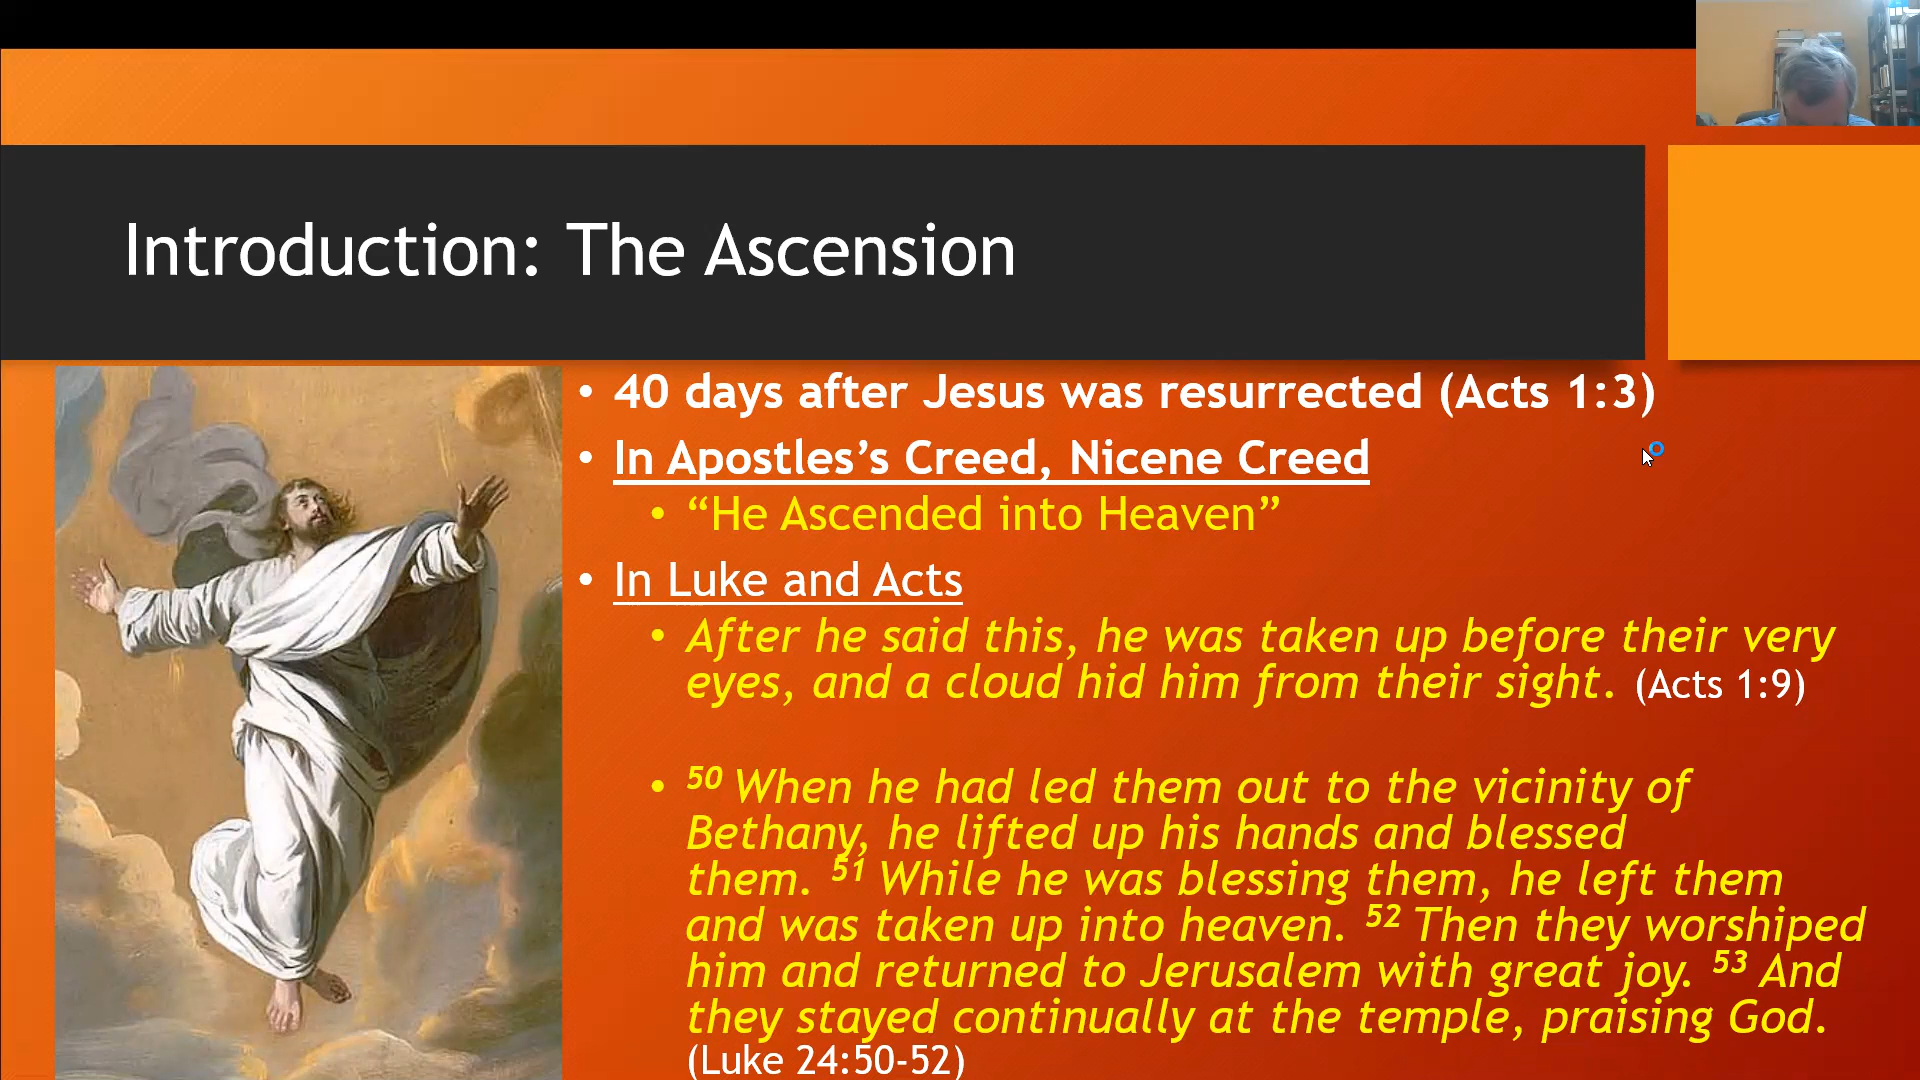 Introduction: The Ascension
• 40 days after Jesus was resurrected (Acts 1:3)
• In Apostles’s Creed, Nicene Creed
• “He Ascended into Heaven”
• In Luke and Acts
• After he said this, he was taken up before their very
eyes, and a cloud hid him from their sight. (Acts 1:9)
• 50 When he had led them out to the vicinity of
Bethany, he lifted up his hands and blessed
them. 51 While he was blessing them, he left them
and was taken up into heaven. 52 Then they worshiped
him and returned to Jerusalem with great joy. 53 And
they stayed continually at the temple, praising God.
(Luke 24:50-52)